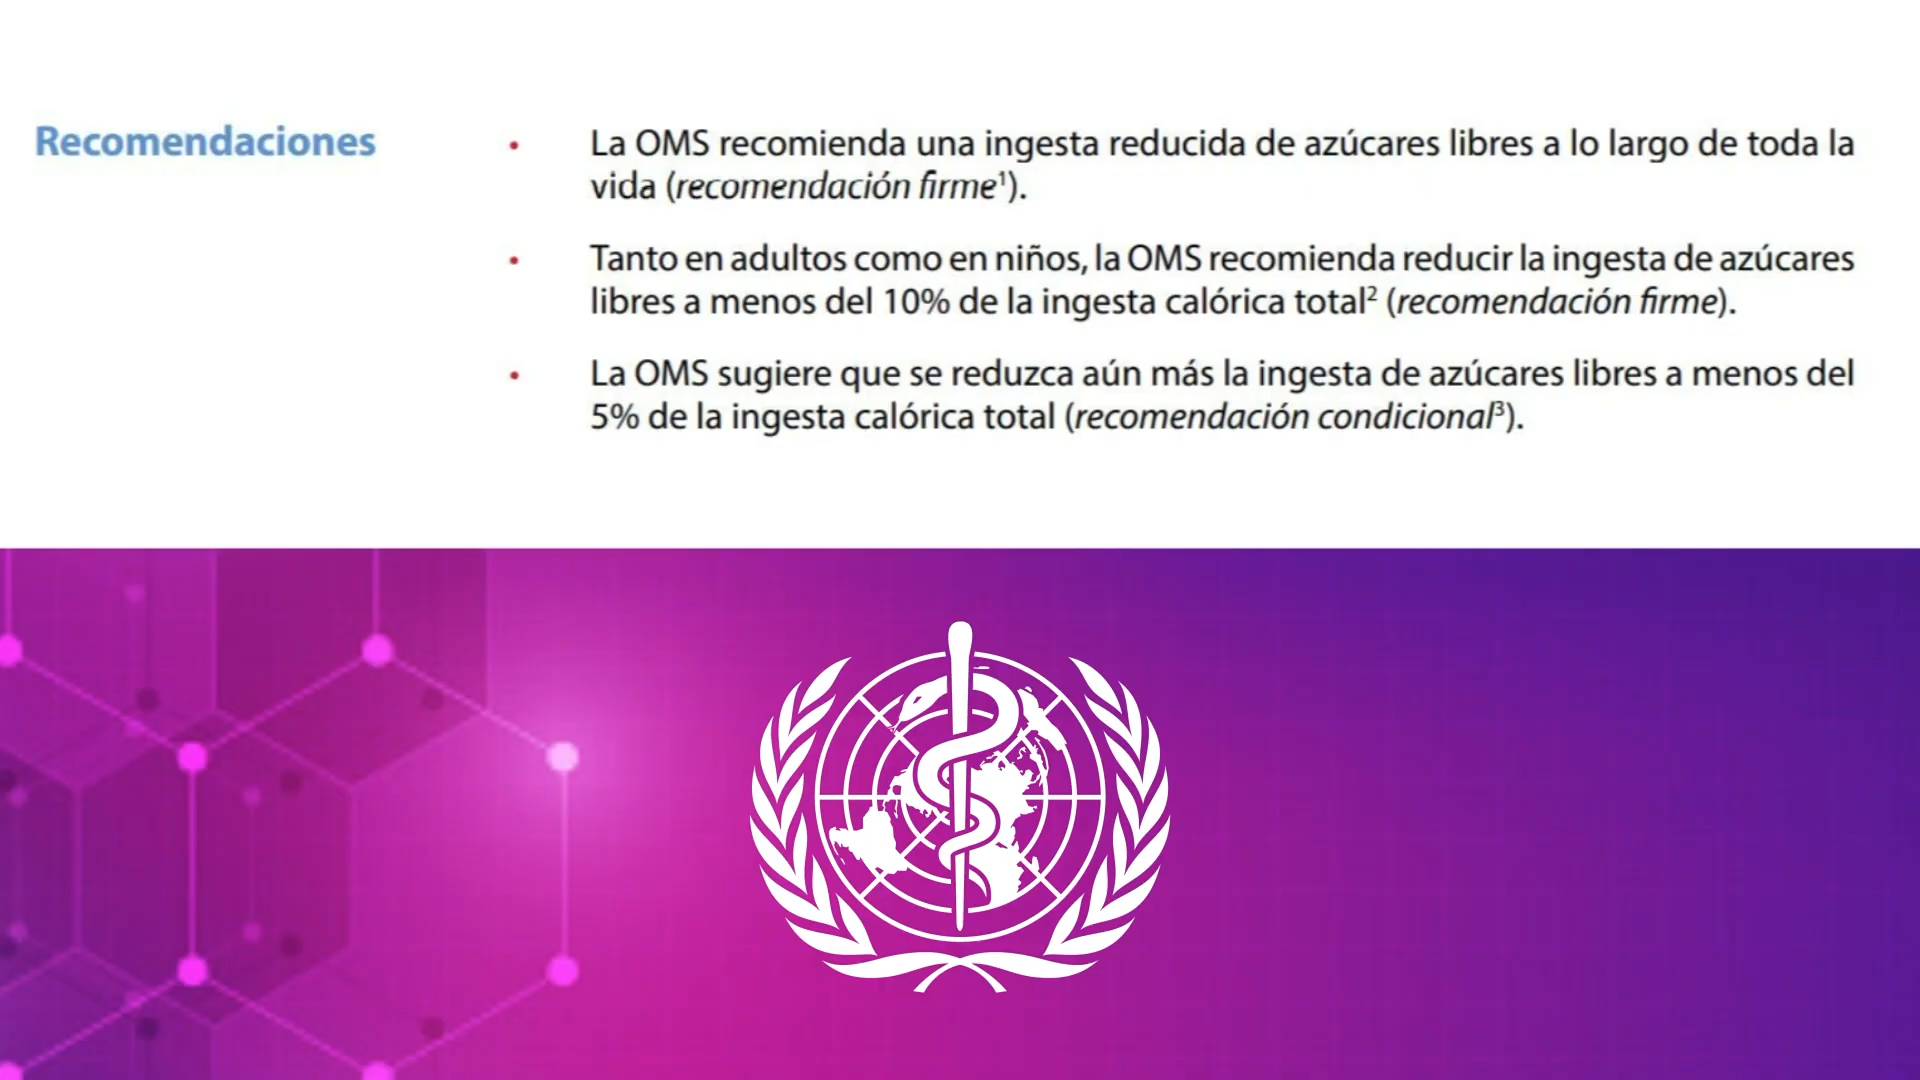 Recomendaciones
• La OMS recomienda una ingesta reducida de azúcares libres a lo largo de toda la
vida (recomendación firme¹).
• Tanto en adultos como en niños, la OMS recomienda reducir la ingesta de azúcares
libres a menos del 10% de la ingesta calórica total² (recomendación firme).
• La OMS sugiere que se reduzca aún más la ingesta de azúcares libres a menos del
5% de la ingesta calórica total (recomendación condicional³).